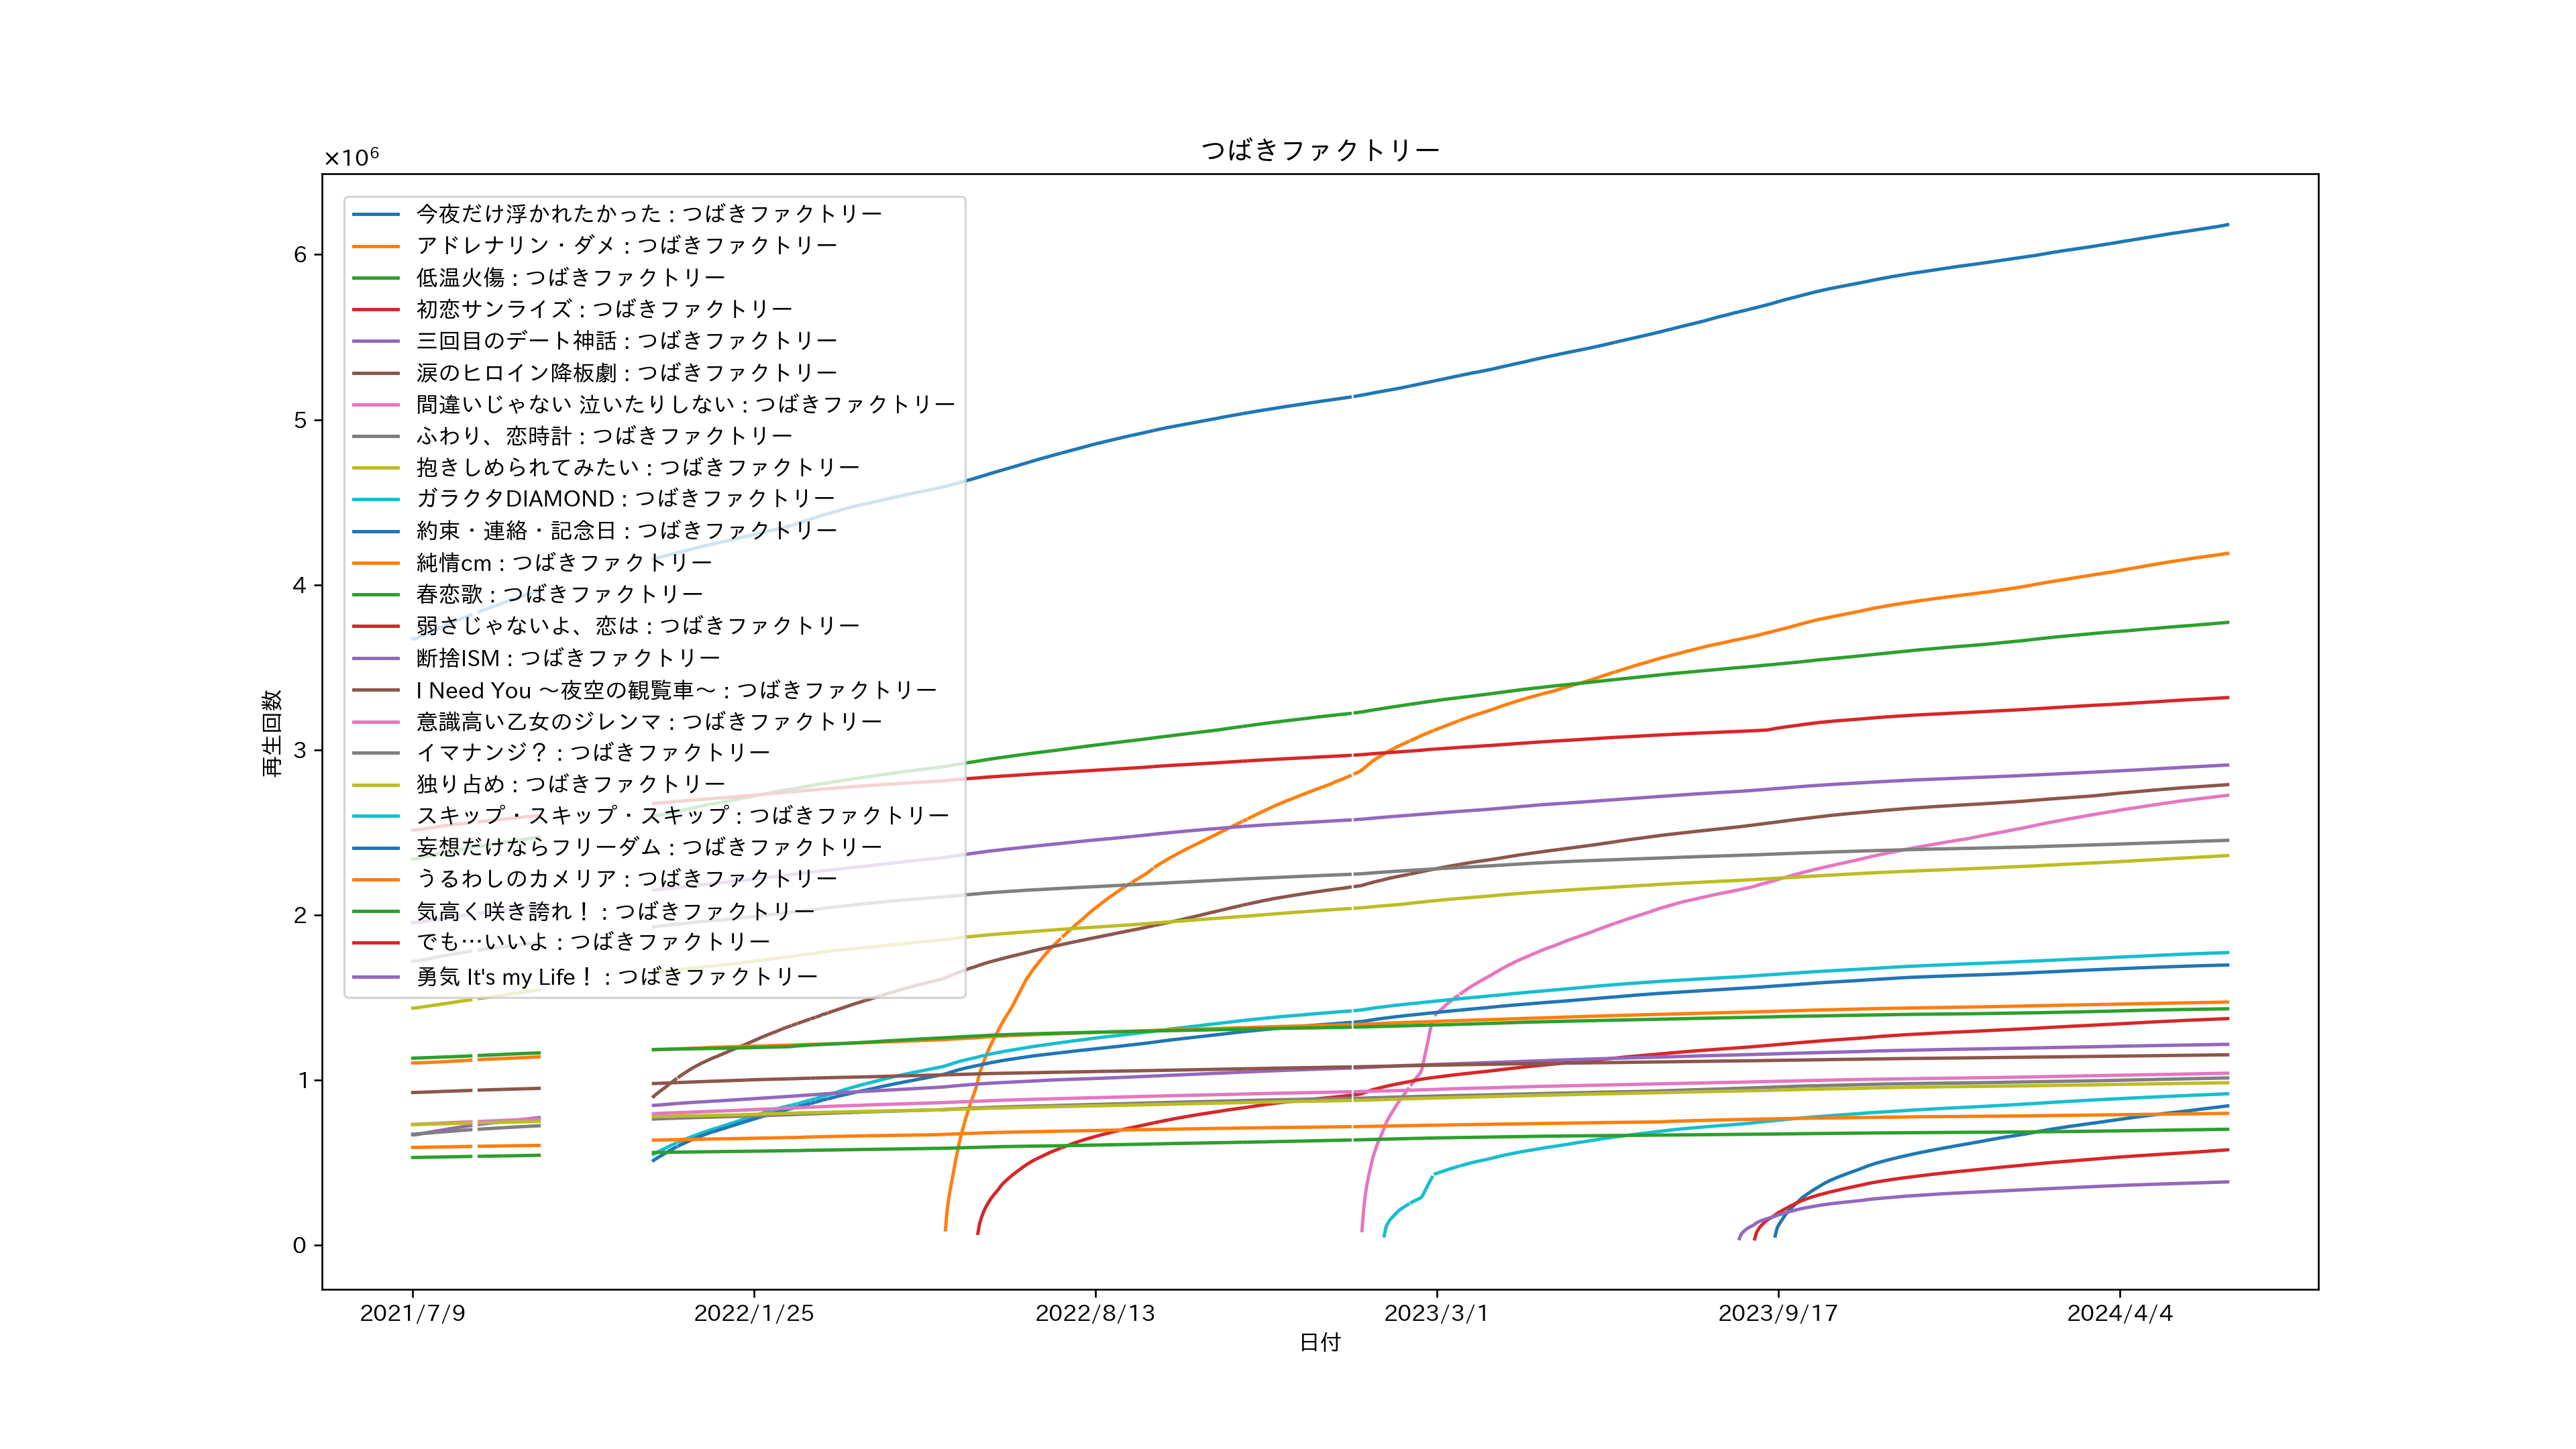 つばきファクトリー
×10⁶
今夜だけ浮かれたかった : つばきファクトリー
アドレナリン・ダメ : つばきファクトリー
低温火傷 : つばきファクトリー
初恋サンライズ : つばきファクトリー
三回目のデート神話 : つばきファクトリー
涙のヒロイン降板劇 : つばきファクトリー
間違いじゃない 泣いたりしない : つばきファクトリー
ふわり、恋時計 : つばきファクトリー
抱きしめられてみたい : つばきファクトリー
ガラクタDIAMOND : つばきファクトリー
約束・連絡・記念日 : つばきファクトリー
純情cm : つばきファクトリー
春恋歌 : つばきファクトリー
弱さじゃないよ、恋は : つばきファクトリー
断捨ISM : つばきファクトリー
I Need You ～夜空の観覧車～ : つばきファクトリー
意識高い乙女のジレンマ : つばきファクトリー
イマナンジ？ : つばきファクトリー
独り占め : つばきファクトリー
スキップ・スキップ・スキップ : つばきファクトリー
妄想だけならフリーダム : つばきファクトリー
うるわしのカメリア : つばきファクトリー
気高く咲き誇れ！ : つばきファクトリー
でも…いいよ : つばきファクトリー
勇気 It's my Life！ : つばきファクトリー
再生回数
6
5
4
3
2
1
0
2021/7/9
2022/1/25
2022/8/13
2023/3/1
2023/9/17
2024/4/4
日付